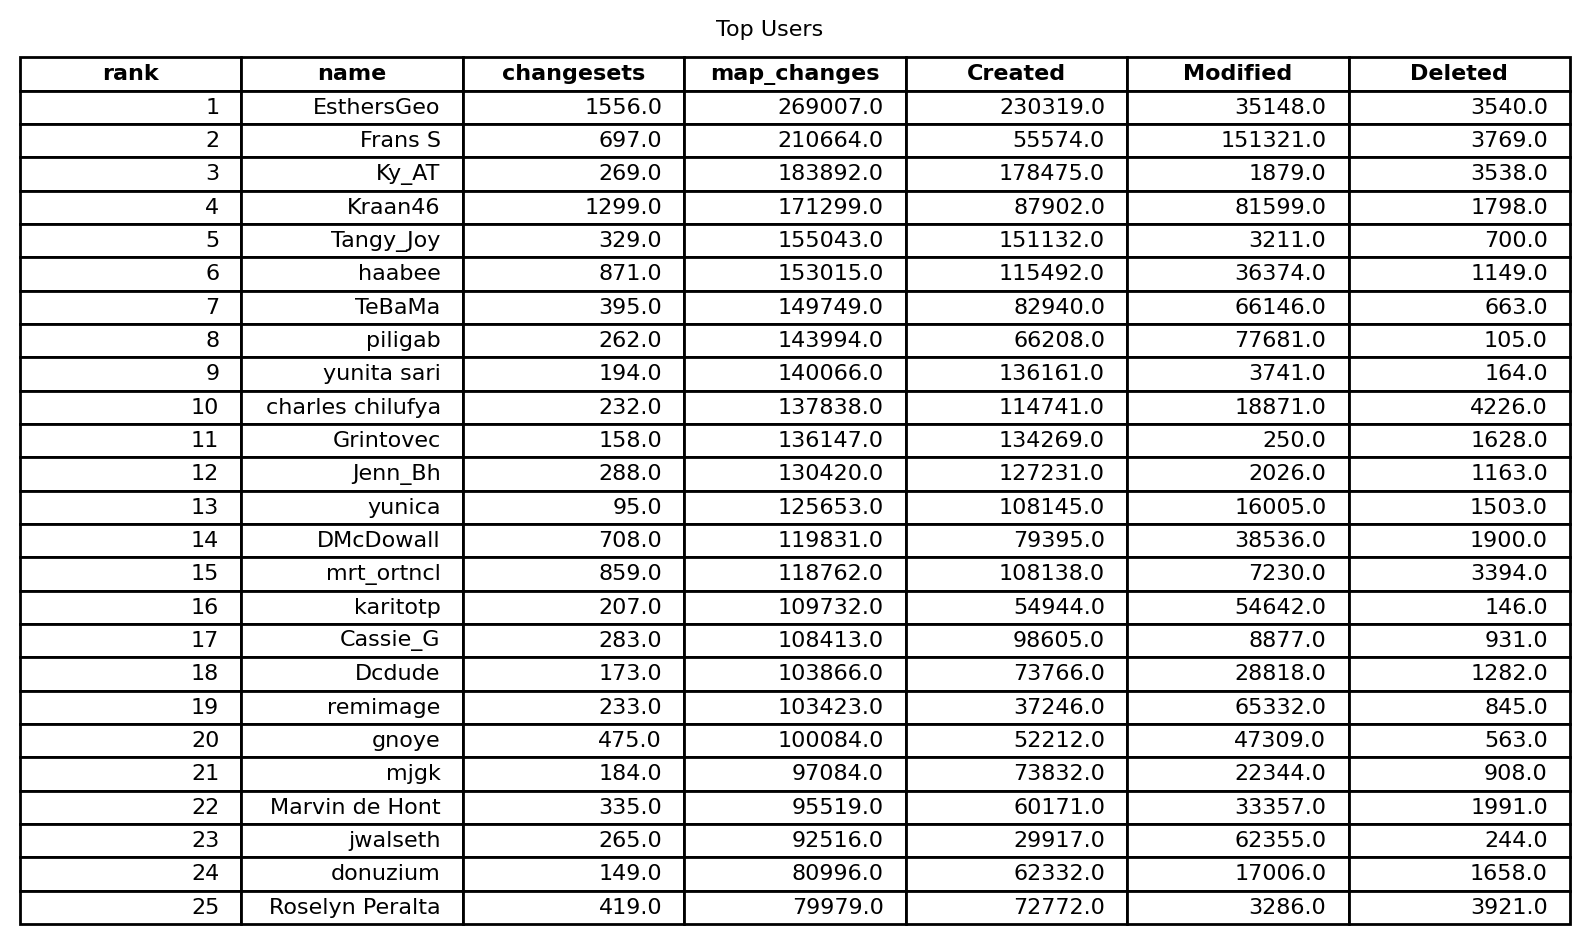 Top Users
rank name changesets map_changes Created Modified Deleted
1 EsthersGeo 1556.0 269007.0 230319.0 35148.0 3540.0
2 Frans S 697.0 210664.0 55574.0 151321.0 3769.0
3 Ky_AT 269.0 183892.0 178475.0 1879.0 3538.0
4 Kraan46 1299.0 171299.0 87902.0 81599.0 1798.0
5 Tangy_Joy 329.0 155043.0 151132.0 3211.0 700.0
6 haabee 871.0 153015.0 115492.0 36374.0 1149.0
7 TeBaMa 395.0 149749.0 82940.0 66146.0 663.0
8 piligab 262.0 143994.0 66208.0 77681.0 105.0
9 yunita sari 194.0 140066.0 136161.0 3741.0 164.0
10 charles chilufya 232.0 137838.0 114741.0 18871.0 4226.0
11 Grintovec 158.0 136147.0 134269.0 250.0 1628.0
12 Jenn_Bh 288.0 130420.0 127231.0 2026.0 1163.0
13 yunica 95.0 125653.0 108145.0 16005.0 1503.0
14 DMcDowall 708.0 119831.0 79395.0 38536.0 1900.0
15 mrt_ortncl 859.0 118762.0 108138.0 7230.0 3394.0
16 karitotp 207.0 109732.0 54944.0 54642.0 146.0
17 Cassie_G 283.0 108413.0 98605.0 8877.0 931.0
18 Dcdude 173.0 103866.0 73766.0 28818.0 1282.0
19 remimage 233.0 103423.0 37246.0 65332.0 845.0
20 gnoye 475.0 100084.0 52212.0 47309.0 563.0
21 mjgk 184.0 97084.0 73832.0 22344.0 908.0
22 Marvin de Hont 335.0 95519.0 60171.0 33357.0 1991.0
23 jwalseth 265.0 92516.0 29917.0 62355.0 244.0
24 donuzium 149.0 80996.0 62332.0 17006.0 1658.0
25 Roselyn Peralta 419.0 79979.0 72772.0 3286.0 3921.0